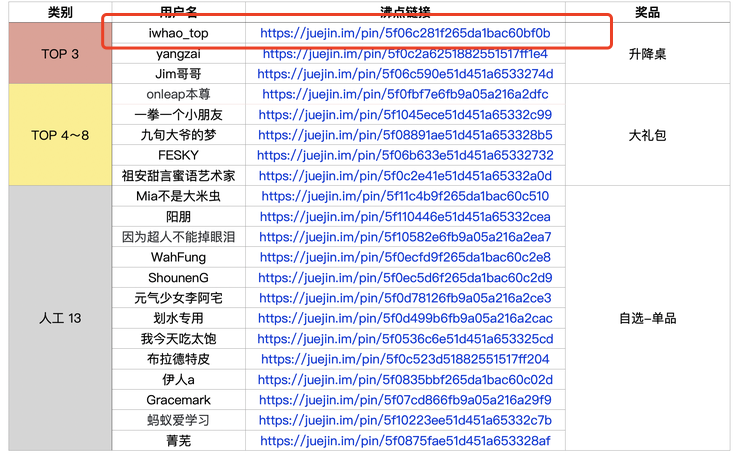 类别 用户名 沸点链接 奖品
TOP 3 iwhao_top https://juejin.im/pin/5f06c281f265da1bac60bf0b 升降桌
yangzai https://juejin.im/pin/5f0c2a6251882551517ff1e4
Jim哥哥 https://juejin.im/pin/5f06c590e51d451a6533274d
TOP 4～8 onleap本尊 https://juejin.im/pin/5f0fbf7e6fb9a05a216a2dfc 大礼包
一拳一个小朋友 https://juejin.im/pin/5f1045ece51d451a65332c99
九旬大爷的梦 https://juejin.im/pin/5f08891ae51d451a653328b5
FESKY https://juejin.im/pin/5f06b633e51d451a65332732
祖安甜言蜜语艺术家 https://juejin.im/pin/5f0c2e41e51d451a65332a0d
人工 13 Mia不是大米虫 https://juejin.im/pin/5f11c4b9f265da1bac60c510 自选-单品
阳朋 https://juejin.im/pin/5f110446e51d451a65332cea
因为超人不能掉眼泪 https://juejin.im/pin/5f10582e6fb9a05a216a2ea7
WahFung https://juejin.im/pin/5f0ecfd9f265da1bac60c2e8
ShounenG https://juejin.im/pin/5f0ec5d6f265da1bac60c2d9
元气少女李阿宅 https://juejin.im/pin/5f0d78126fb9a05a216a2ce3
划水专用 https://juejin.im/pin/5f0d499b6fb9a05a216a2cac
我今天吃太饱 https://juejin.im/pin/5f0536c6e51d451a653325cd
布拉德特皮 https://juejin.im/pin/5f0c523d51882551517ff204
伊人a https://juejin.im/pin/5f0835bbf265da1bac60c02d
Gracemark https://juejin.im/pin/5f07cd866fb9a05a216a29f9
蚂蚁爱学习 https://juejin.im/pin/5f10223ee51d451a65332c7b
菁芜 https://juejin.im/pin/5f0875fae51d451a653328af